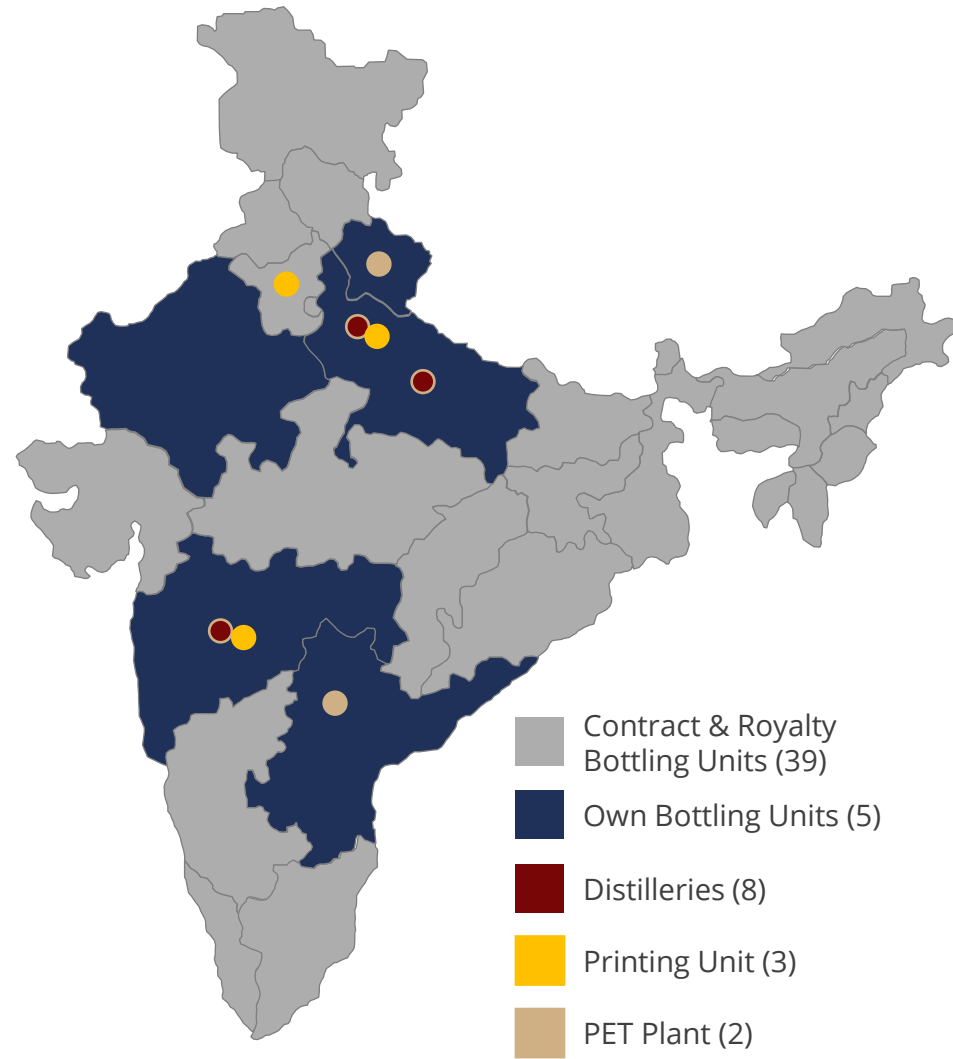 Contract & Royalty
Bottling Units (39)
Own Bottling Units (5)
Distilleries (8)
Printing Unit (3)
PET Plant (2)